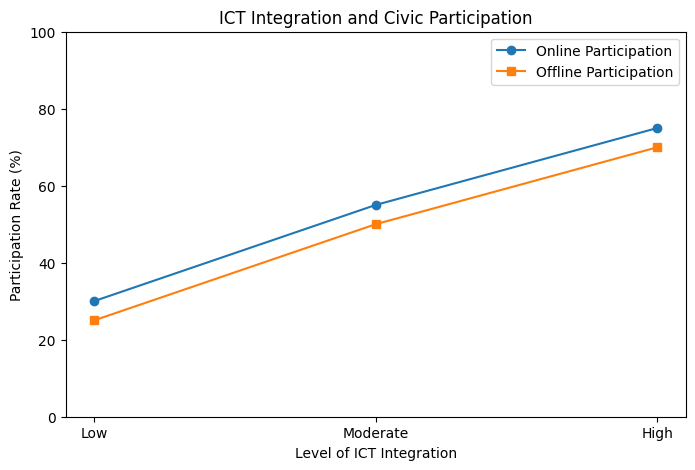 ICT Integration and Civic Participation
Online Participation
Offline Participation
Participation Rate (%)
100
80
60
40
20
0
Low
Moderate
High
Level of ICT Integration